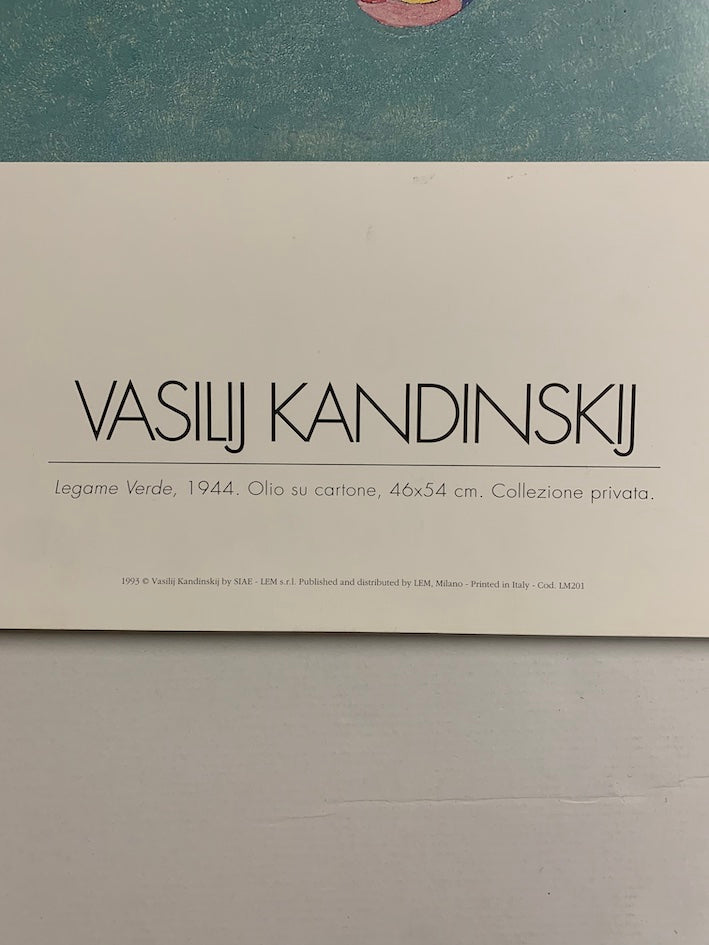 VASILIJ KANDINSKIJ
Legame Verde, 1944. Olio su cartone, 46x54 cm. Collezione privata.
1993 © Vasilij Kandinskij by SIAE - LEM s.r.l. Published and distributed by LEM, Milano - Printed in Italy - Cod. LM201